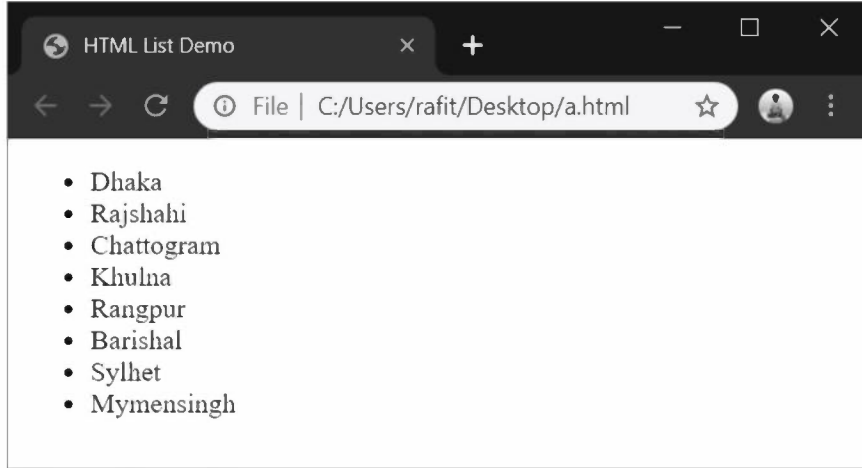 HTML List Demo
File | C:/Users/rafit/Desktop/a.html
Dhaka
Rajshahi
Chattogram
Khulna
Rangpur
Barishal
Sylhet
Mymensingh